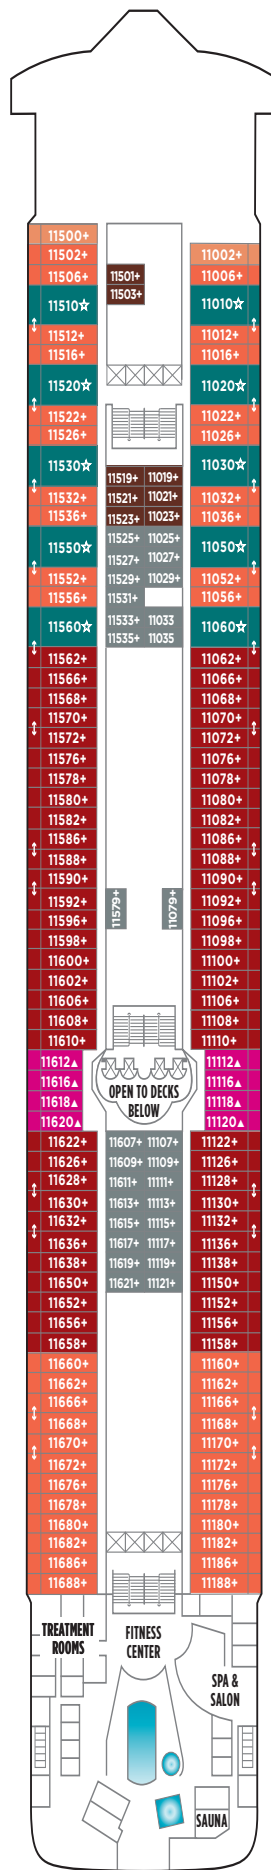 11500+
11502+ 11002+
11506+ 11501+ 11006+
11510☆ 11503+ 11010☆
11512+ 11012+
11516+ 11016+
11520☆ 11020☆
11522+ 11022+
11526+ 11026+
11530☆ 11030☆
11519+ 11019+
11532+ 11521+ 11021+ 11032+
11536+ 11523+ 11023+ 11036+
11550☆ 11525+ 11025+ 11050☆
11527+ 11027+
11552+ 11529+ 11029+ 11052+
11556+ 11531+ 11056+
11560☆ 11533+ 11033 11060☆
11535+ 11035
11562+ 11062+
11566+ 11066+
11568+ 11068+
11570+ 11070+
11572+ 11072+
11576+ 11076+
11578+ 11078+
11580+ 11080+
11582+ 11082+
11586+ 11086+
11588+ 11088+
11590+ 11090+
11592+ 11579+ 11079+ 11092+
11596+ 11096+
11598+ 11098+
11600+ 11100+
11602+ 11102+
11606+ 11106+
11608+ 11108+
11610+ 11110+
11612▲ 11112▲
11616▲ 11116▲
OPEN TO DECKS
11618▲ 11118▲
BELOW
11620▲ 11120▲
11622+ 11607+ 11107+ 11122+
11626+ 11609+ 11109+ 11126+
11628+ 11611+ 11111+ 11128+
11630+ 11613+ 11113+ 11130+
11632+ 11615+ 11115+ 11132+
11636+ 11617+ 11117+ 11136+
11638+ 11619+ 11119+ 11138+
11650+ 11621+ 11121+ 11150+
11652+ 11152+
11656+ 11156+
11658+ 11158+
11660+ 11160+
11662+ 11162+
11666+ 11166+
11668+ 11168+
11670+ 11170+
11672+ 11172+
11676+ 11176+
11678+ 11178+
11680+ 11180+
11682+ 11182+
11686+ 11186+
11688+ 11188+
TREATMENT
ROOMS
FITNESS
CENTER
SPA &
SALON
SAUNA